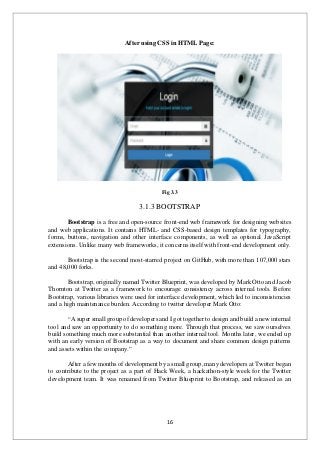 After using CSS in HTML Page:
Login
Login
Fig 3.3
3.1.3 BOOTSTRAP
Bootstrap is a free and open-source front-end web framework for designing websites
and web applications. It contains HTML- and CSS-based design templates for typography,
forms, buttons, navigation and other interface components, as well as optional JavaScript
extensions. Unlike many web frameworks, it concerns itself with front-end development only.
Bootstrap is the second most-starred project on GitHub, with more than 107,000 stars
and 48,000 forks.
Bootstrap, originally named Twitter Blueprint, was developed by Mark Otto and Jacob
Thornton at Twitter as a framework to encourage consistency across internal tools. Before
Bootstrap, various libraries were used for interface development, which led to inconsistencies
and a high maintenance burden. According to twitter developer Mark Otto:
"A super small group of developers and I got together to design and build a new internal
tool and saw an opportunity to do something more. Through that process, we saw ourselves
build something much more substantial than another internal tool. Months later, we ended up
with an early version of Bootstrap as a way to document and share common design patterns
and assets within the company."
After a few months of development by a small group, many developers at Twitter began
to contribute to the project as a part of Hack Week, a hackathon-style week for the Twitter
development team. It was renamed from Twitter Blueprint to Bootstrap, and released as an
16